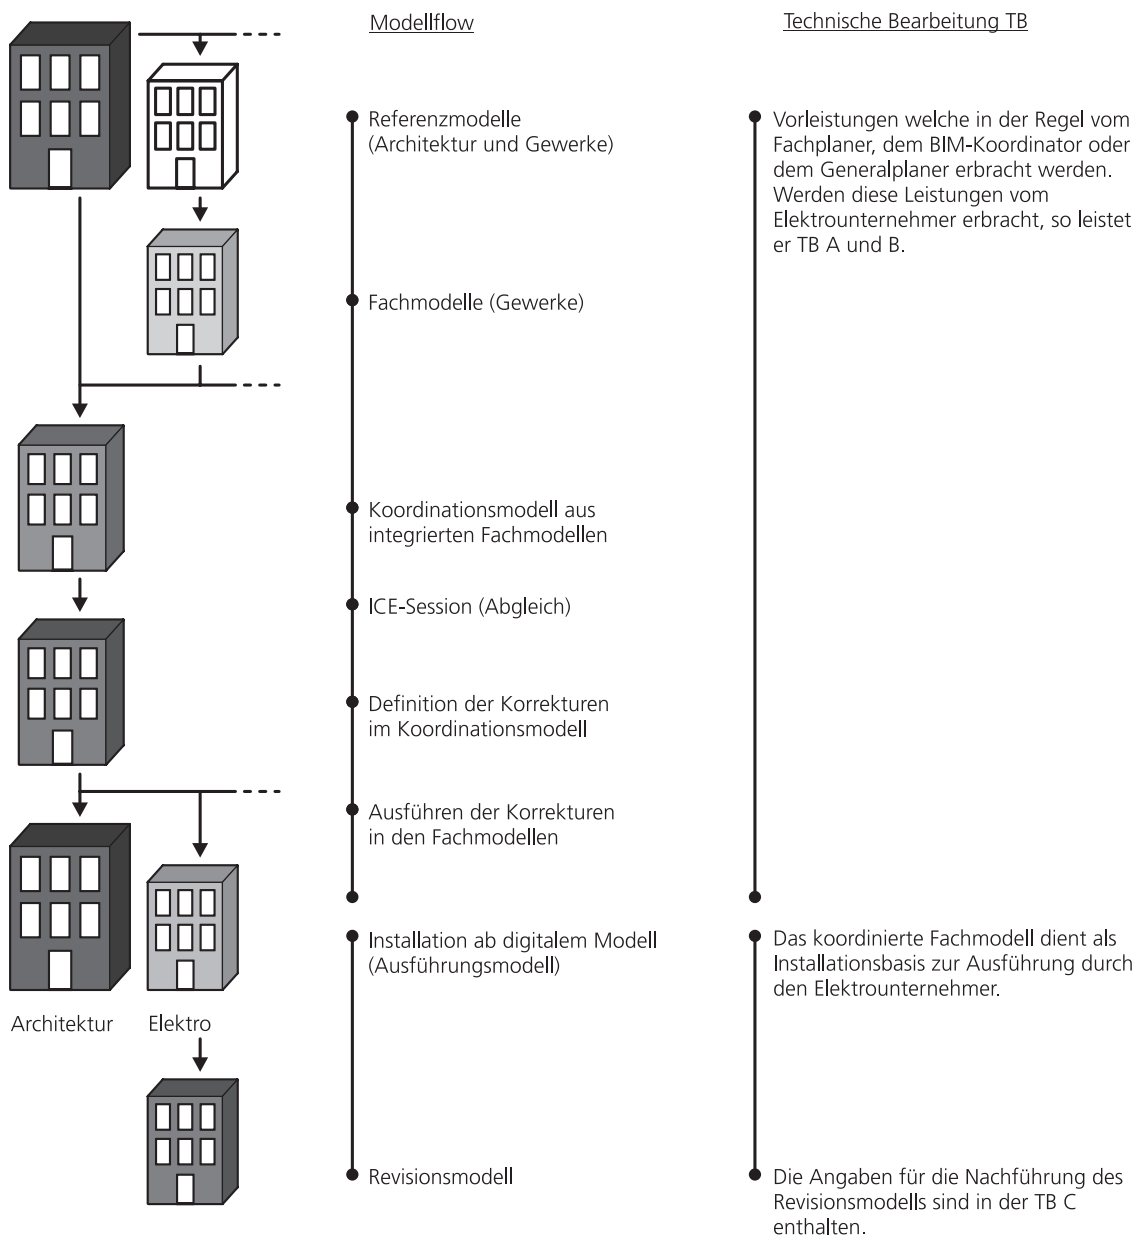 Modellflow
Technische Bearbeitung TB
Referenzmodelle
(Architektur und Gewerke)
Vorleistungen welche in der Regel vom
Fachplaner, dem BIM-Koordinator oder
dem Generalplaner erbracht werden.
Werden diese Leistungen vom
Elektrounternehmer erbracht, so leistet
er TB A und B.
Fachmodelle (Gewerke)
Koordinationsmodell aus
integrierten Fachmodellen
ICE-Session (Abgleich)
Definition der Korrekturen
im Koordinationsmodell
Ausführen der Korrekturen
in den Fachmodellen
Installation ab digitalem Modell
(Ausführungsmodell)
Das koordinierte Fachmodell dient als
Installationsbasis zur Ausführung durch
den Elektrounternehmer.
Architektur
Elektro
Revisionsmodell
Die Angaben für die Nachführung des
Revisionsmodells sind in der TB C
enthalten.